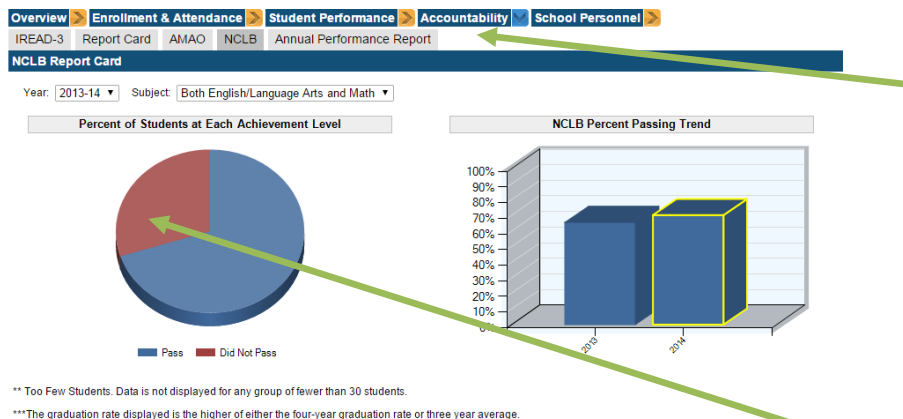 Overview Enrollment & Attendance Student Performance Accountability School Personnel
IREAD-3 Report Card AMAO NCLB Annual Performance Report
NCLB Report Card
Year: 2013-14 Subject: Both English/Language Arts and Math
Percent of Students at Each Achievement Level
NCLB Percent Passing Trend
100%
90%
80%
70%
60%
50%
40%
30%
20%
10%
0%
2013
2014
Pass Did Not Pass
** Too Few Students. Data is not displayed for any group of fewer than 30 students.
***The graduation rate displayed is the higher of either the four-year graduation rate or three year average.